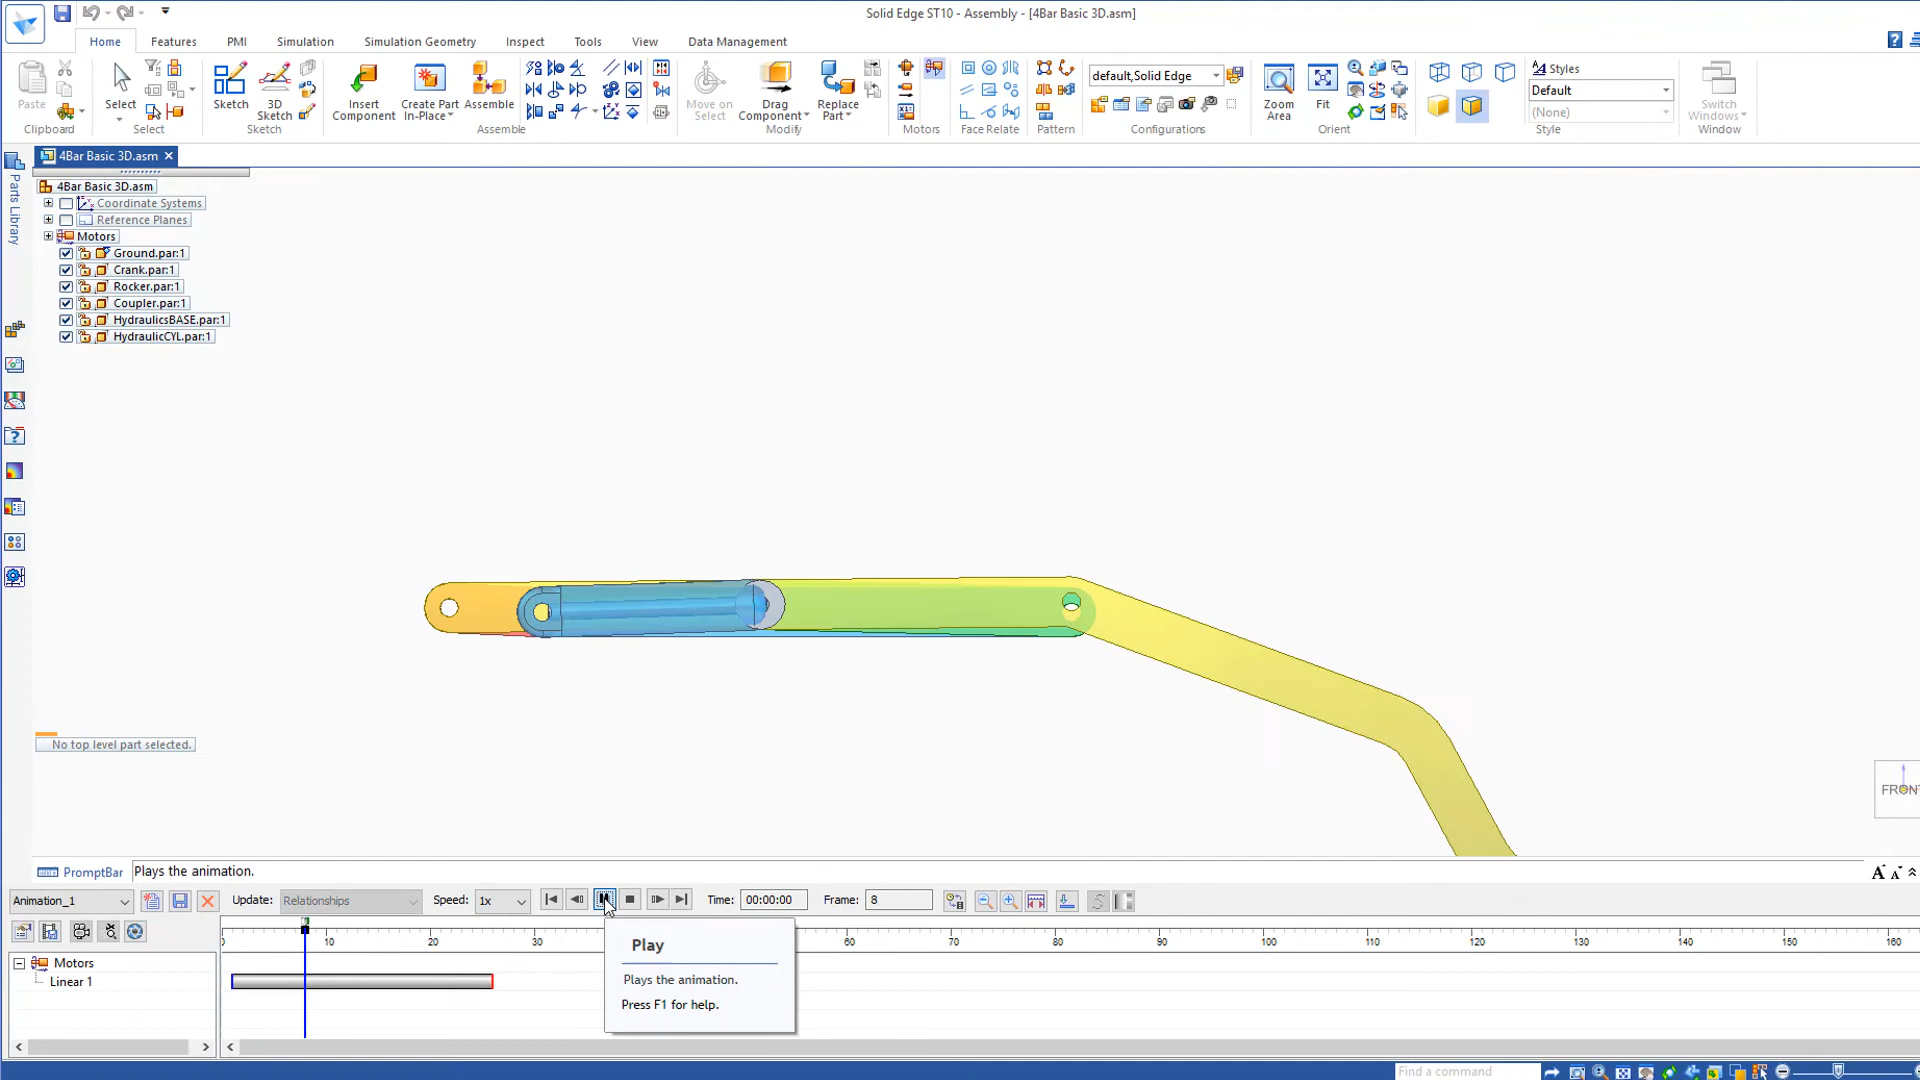 Solid Edge ST10 - Assembly - [4Bar Basic 3D.asm]
Home Features PMI Simulation Simulation Geometry Inspect Tools View Data Management
Paste
Clipboard
Select
Select
Sketch
3D Sketch
Sketch
Insert Component
Create Part In-Place
Assemble
Assemble
Move on Select
Drag Component
Replace Part
Modify
Motors
Face Relate
Pattern
default,Solid Edge
Configurations
Zoom Area
Fit
Orient
Styles
Default
(None)
Style
Switch Windows
Window
4Bar Basic 3D.asm
Parts Library
4Bar Basic 3D.asm
Coordinate Systems
Reference Planes
Motors
Ground.par:1
Crank.par:1
Rocker.par:1
Coupler.par:1
HydraulicsBASE.par:1
HydraulicCYL.par:1
No top level part selected.
FRONT
PromptBar Plays the animation.
Animation_1 Update: Relationships Speed: 1x Time: 00:00:00 Frame: 8
0 10 20 30 60 70 80 90 100 110 120 130 140 150 160
Motors
Linear 1
Play
Plays the animation.
Press F1 for help.
Find a command